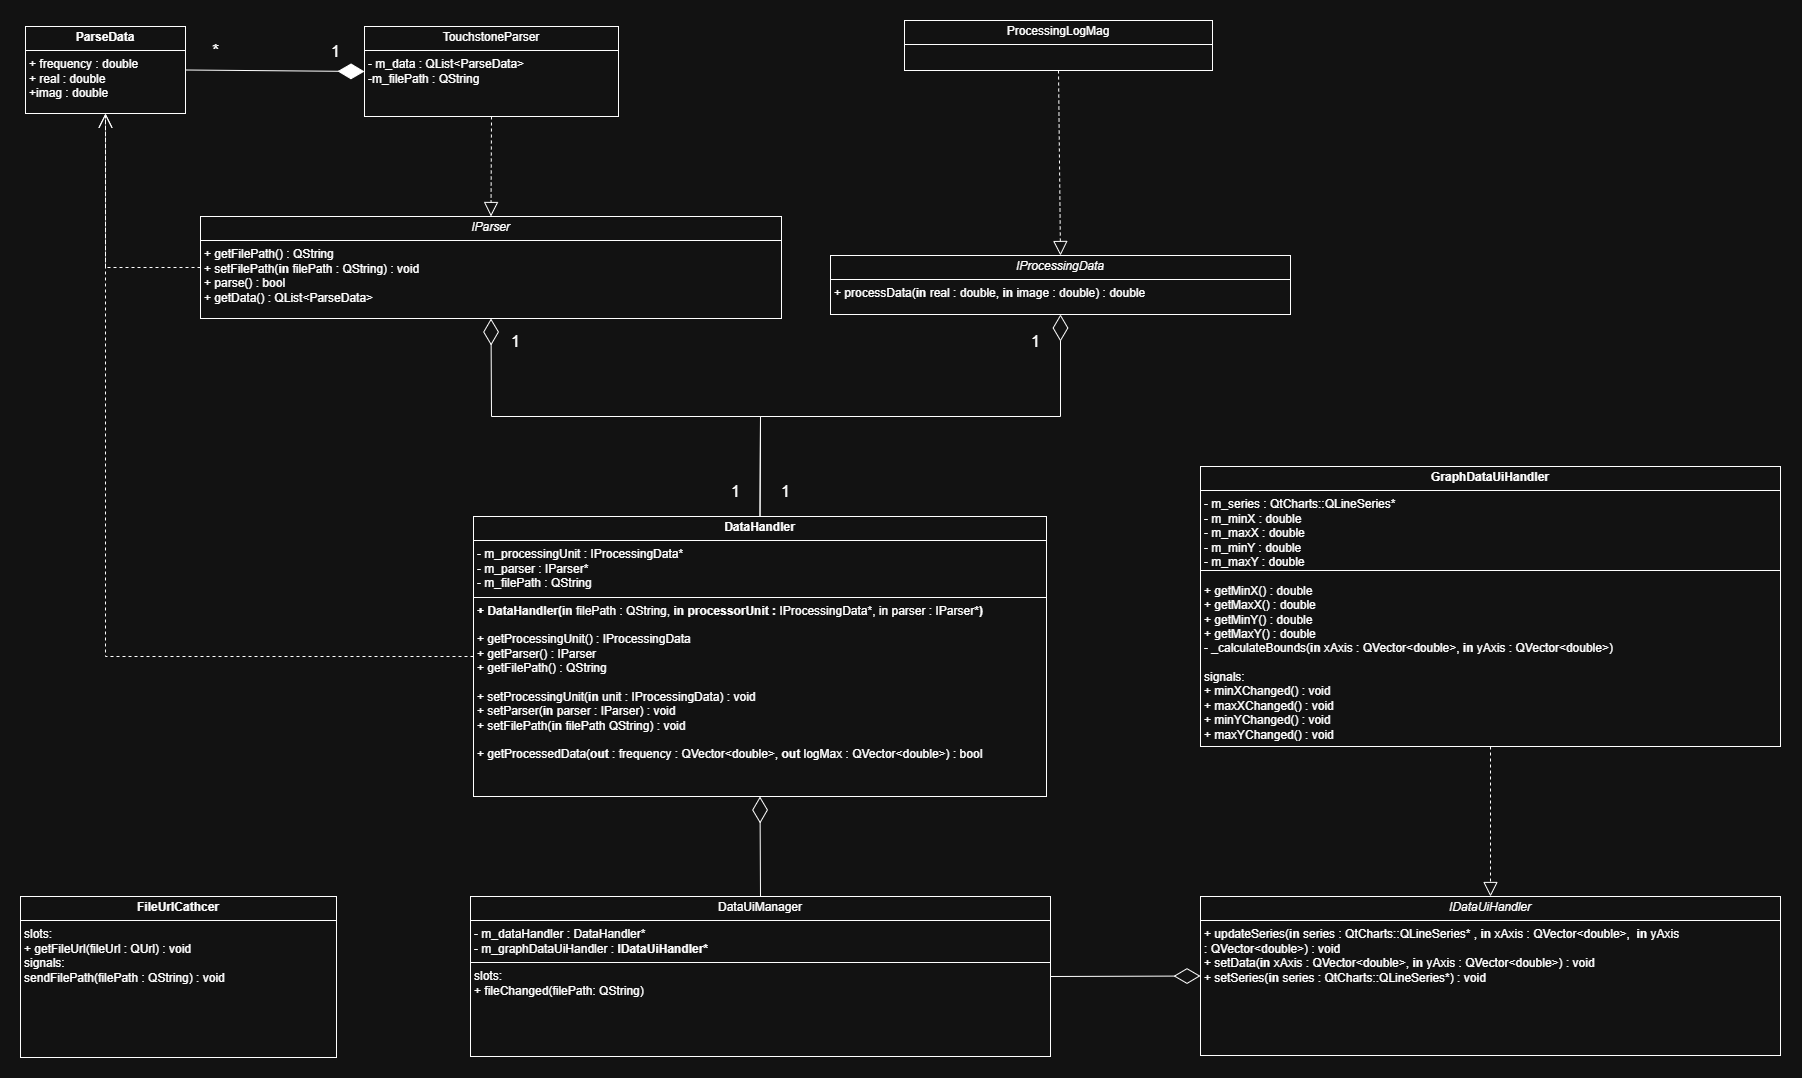 ParseData
+ frequency : double
+ real : double
+imag : double
*
1
TouchstoneParser
- m_data : QList<ParseData>
-m_filePath : QString
ProcessingLogMag
IParser
+ getFilePath() : QString
+ setFilePath(in filePath : QString) : void
+ parse() : bool
+ getData() : QList<ParseData>
IProcessingData
+ processData(in real : double, in image : double) : double
1
1
1
1
DataHandler
- m_processingUnit : IProcessingData*
- m_parser : IParser*
- m_filePath : QString
+ DataHandler(in filePath : QString, in processorUnit : IProcessingData*, in parser : IParser*)
+ getProcessingUnit() : IProcessingData
+ getParser() : IParser
+ getFilePath() : QString
+ setProcessingUnit(in unit : IProcessingData) : void
+ setParser(in parser : IParser) : void
+ setFilePath(in filePath QString) : void
+ getProcessedData(out : frequency : QVector<double>, out logMax : QVector<double>) : bool
GraphDataUiHandler
- m_series : QtCharts::QLineSeries*
- m_minX : double
- m_maxX : double
- m_minY : double
- m_maxY : double
+ getMinX() : double
+ getMaxX() : double
+ getMinY() : double
+ getMaxY() : double
- _calculateBounds(in xAxis : QVector<double>, in yAxis : QVector<double>)
signals:
+ minXChanged() : void
+ maxXChanged() : void
+ minYChanged() : void
+ maxYChanged() : void
FileUrlCathcer
slots:
+ getFileUrl(fileUrl : QUrl) : void
signals:
sendFilePath(filePath : QString) : void
DataUiManager
- m_dataHandler : DataHandler*
- m_graphDataUiHandler : IDataUiHandler*
slots:
+ fileChanged(filePath: QString)
IDataUiHandler
+ updateSeries(in series : QtCharts::QLineSeries* , in xAxis : QVector<double>,  in yAxis
: QVector<double>) : void
+ setData(in xAxis : QVector<double>, in yAxis : QVector<double>) : void
+ setSeries(in series : QtCharts::QLineSeries*) : void